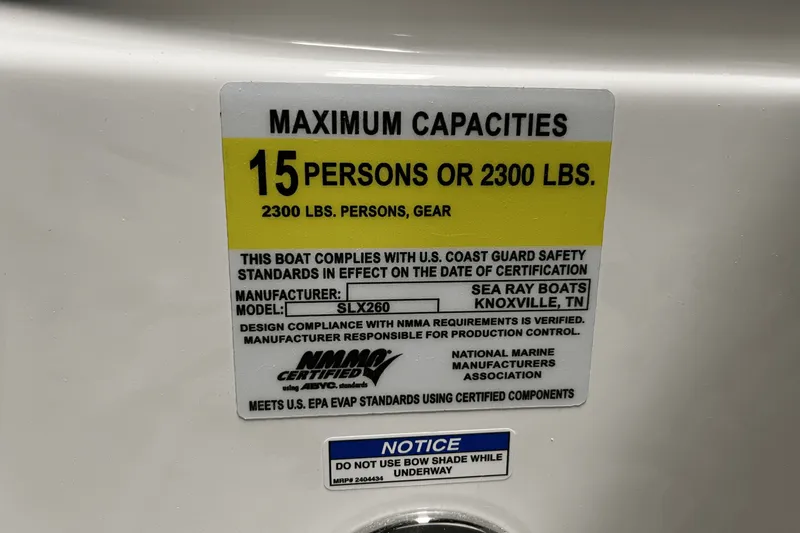 MAXIMUM CAPACITIES
15 PERSONS OR 2300 LBS.
2300 LBS. PERSONS, GEAR
THIS BOAT COMPLIES WITH U.S. COAST GUARD SAFETY
STANDARDS IN EFFECT ON THE DATE OF CERTIFICATION
MANUFACTURER: SEA RAY BOATS
MODEL: SLX260 KNOXVILLE, TN
DESIGN COMPLIANCE WITH NMMA REQUIREMENTS IS VERIFIED.
MANUFACTURER RESPONSIBLE FOR PRODUCTION CONTROL.
NMMA
CERTIFIED
using ABYC. standards
NATIONAL MARINE
MANUFACTURERS
ASSOCIATION
MEETS U.S. EPA EVAP STANDARDS USING CERTIFIED COMPONENTS
NOTICE
DO NOT USE BOW SHADE WHILE
UNDERWAY
MRP# 2404434